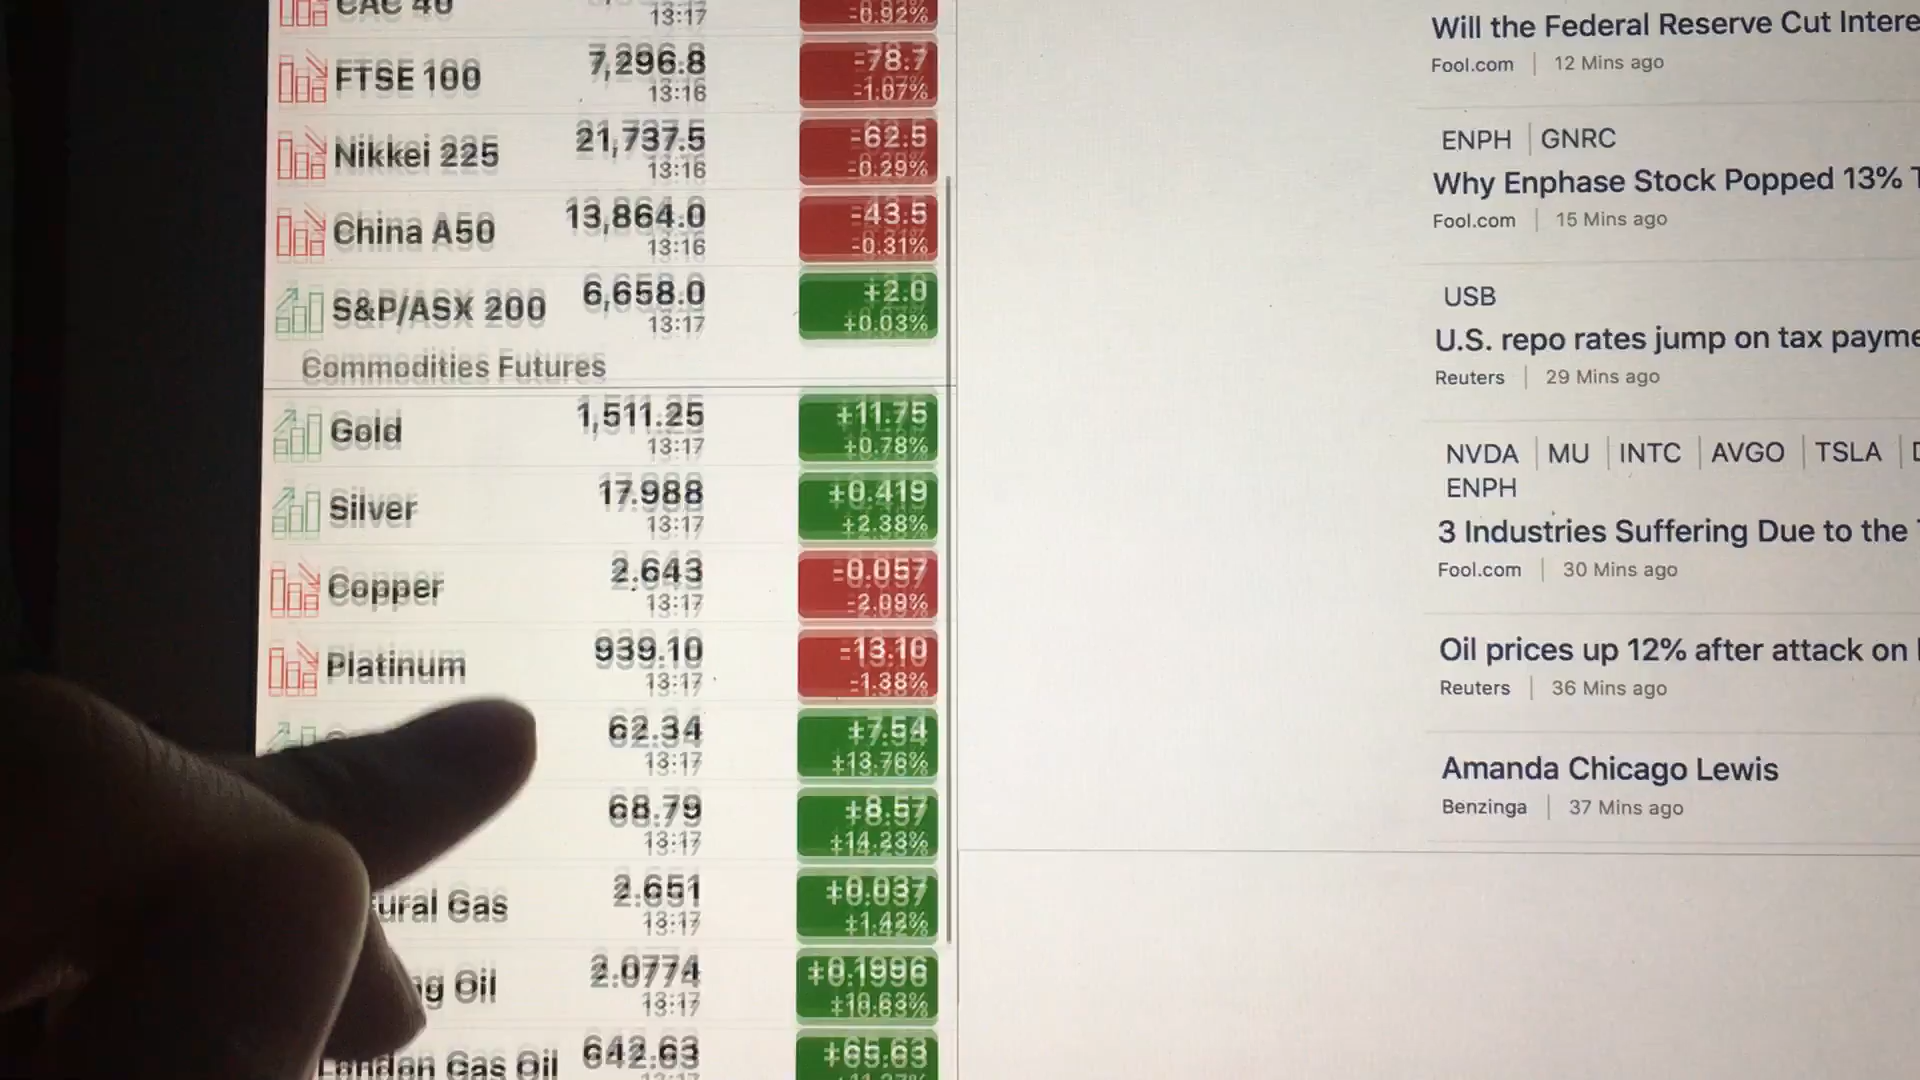 CAC 40
13:17
-0.92%
FTSE 100
7,296.8
13:16
-78.7
-1.07%
Nikkei 225
21,737.5
13:16
-62.5
-0.29%
China A50
13,864.0
13:16
-43.5
-0.31%
S&P/ASX 200
6,658.0
13:17
+2.0
+0.03%
Commodities Futures
Gold
1,511.25
13:17
+11.75
+0.78%
Silver
17.988
13:17
+0.419
+2.38%
Copper
2.643
13:17
-0.057
-2.09%
Platinum
939.10
13:17
-13.10
-1.38%
62.34
13:17
+7.54
+13.76%
68.79
13:17
+8.57
+14.23%
ural Gas
2.651
13:17
+0.037
+1.42%
g Oil
2.0774
13:17
+0.1996
+10.63%
London Gas Oil
642.63
+65.63
Will the Federal Reserve Cut Intere
Fool.com | 12 Mins ago
ENPH | GNRC
Why Enphase Stock Popped 13% T
Fool.com | 15 Mins ago
USB
U.S. repo rates jump on tax payme
Reuters | 29 Mins ago
NVDA | MU | INTC | AVGO | TSLA |
ENPH
3 Industries Suffering Due to the
Fool.com | 30 Mins ago
Oil prices up 12% after attack on
Reuters | 36 Mins ago
Amanda Chicago Lewis
Benzinga | 37 Mins ago